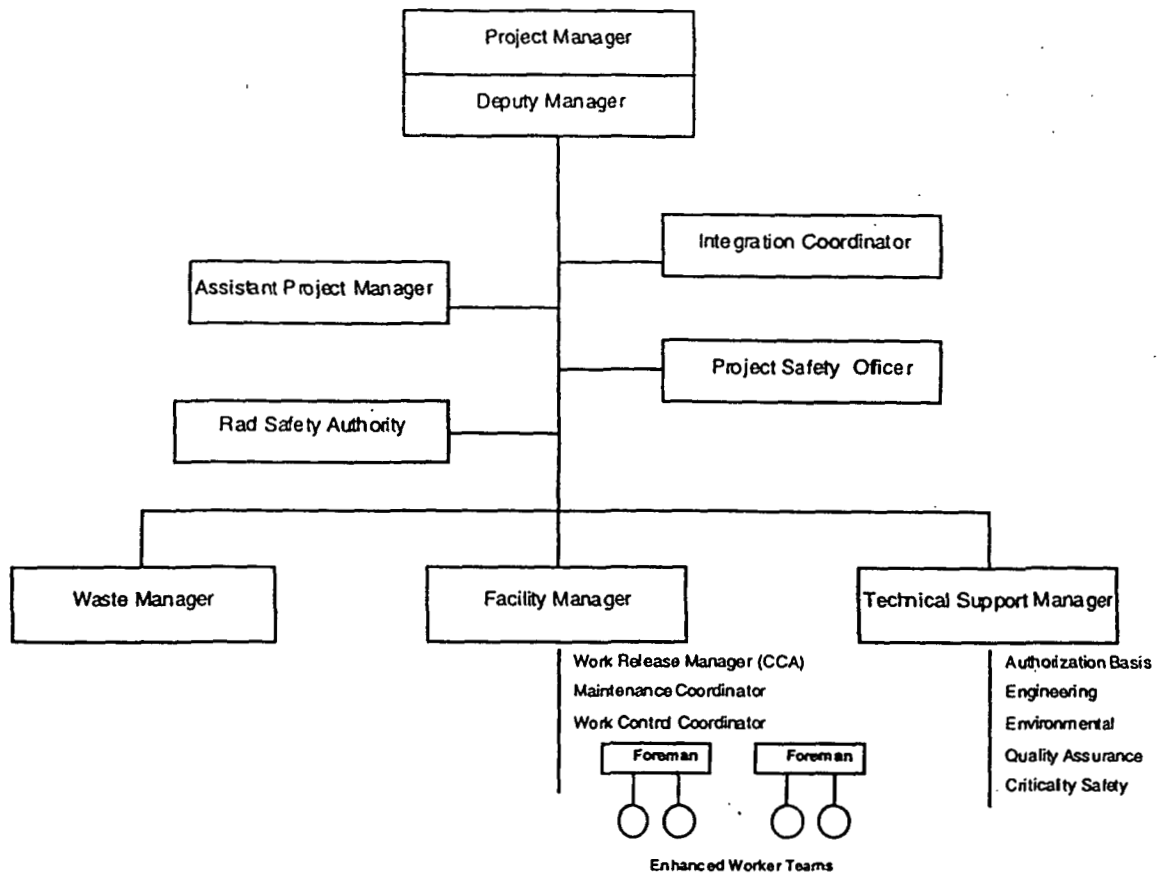 Project Manager
Deputy Manager
Integration Coordinator
Assistant Project Manager
Project Safety Officer
Rad Safety Authority
Waste Manager
Facility Manager
Technical Support Manager
Work Release Manager (CCA)
Maintenance Coordinator
Work Control Coordinator
Foreman
Foreman
Enhanced Worker Teams
Authorization Basis
Engineering
Environmental
Quality Assurance
Criticality Safety